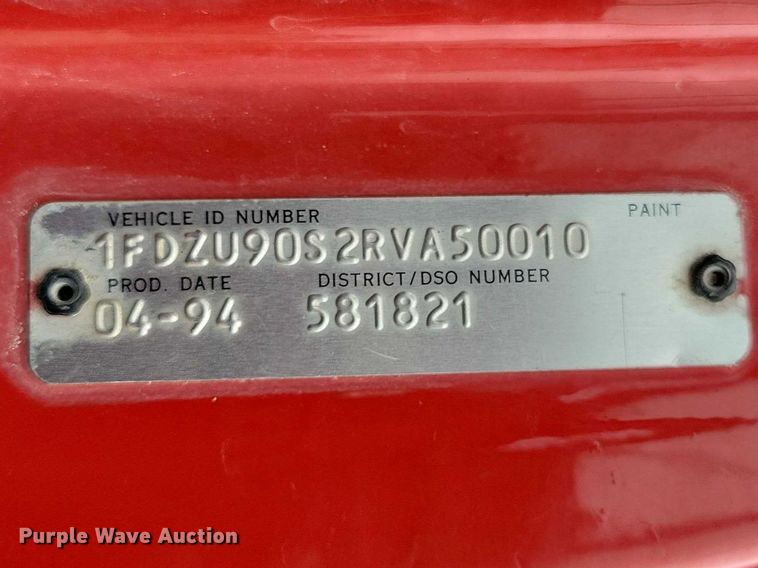 VEHICLE ID NUMBER PAINT
1FDZU90S2RVA50010
PROD. DATE DISTRICT/DSO NUMBER
04-94 581821
Purple Wave Auction